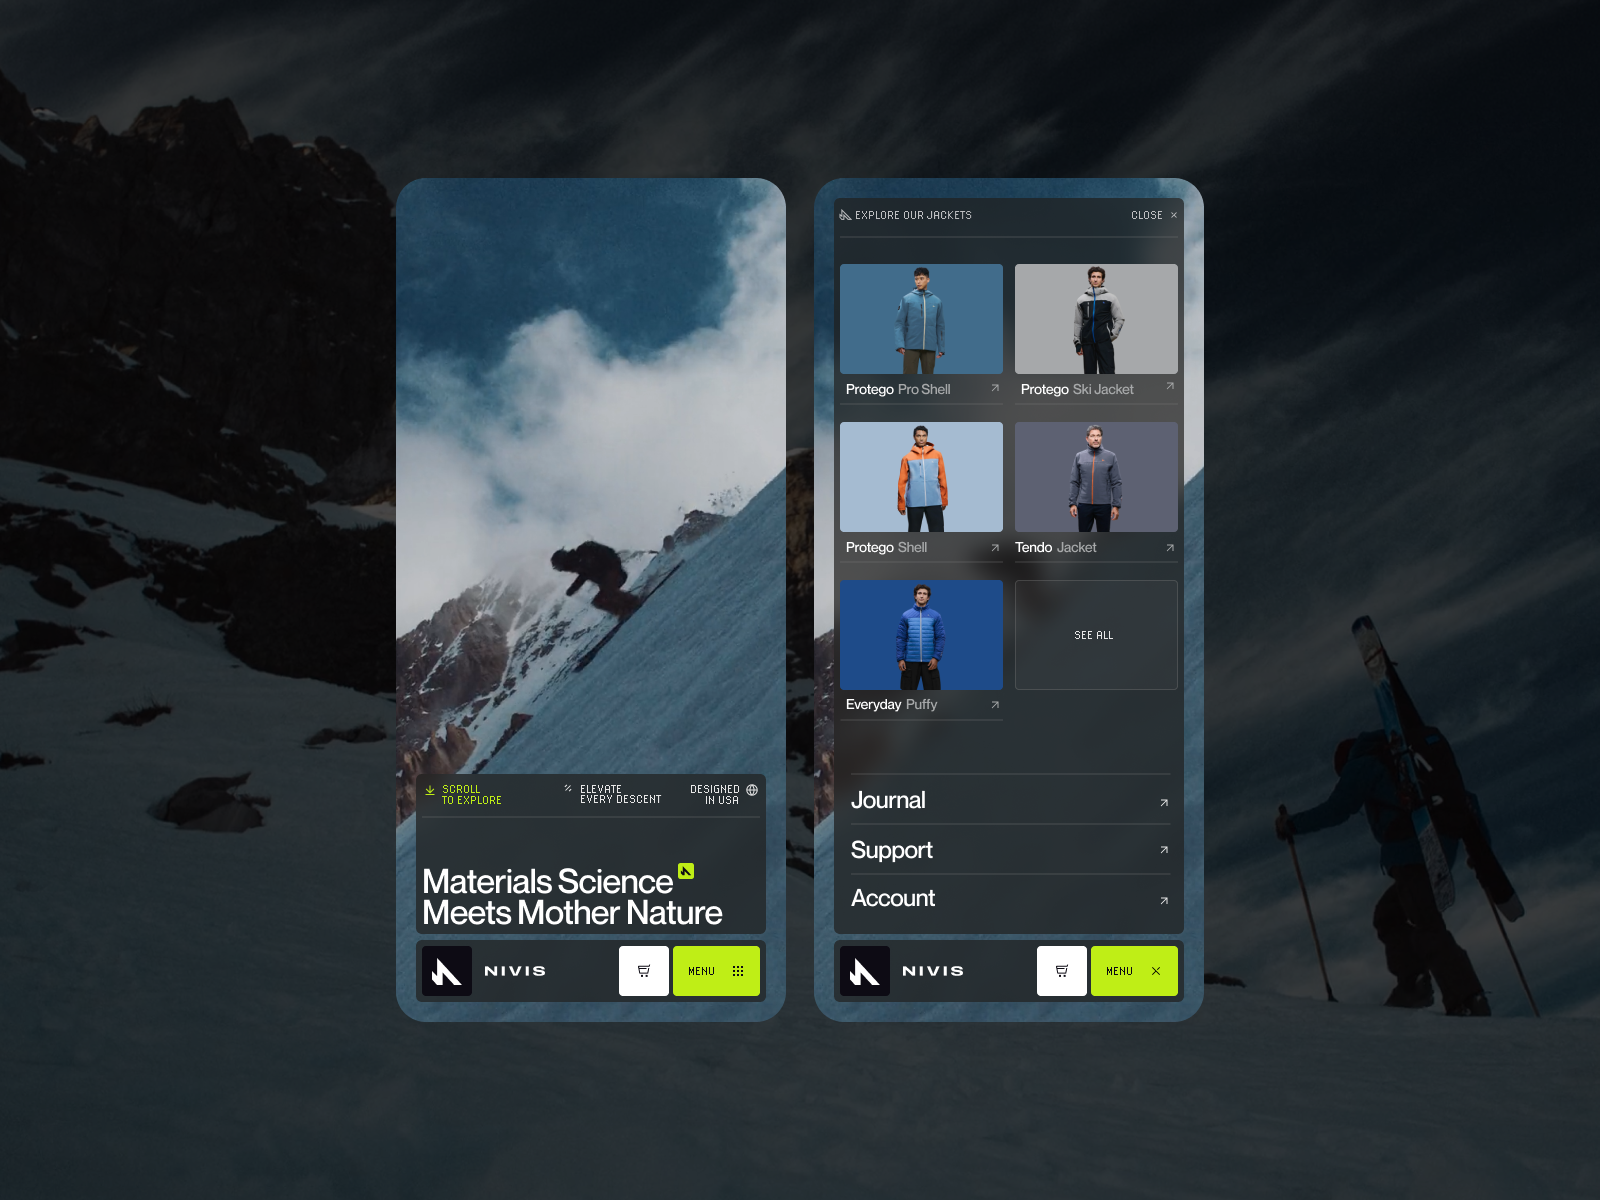 SCROLL
TO EXPLORE
ELEVATE
EVERY DESCENT
DESIGNED
IN USA
Materials Science
Meets Mother Nature
NIVIS
MENU
EXPLORE OUR JACKETS
CLOSE
Protego Pro Shell
Protego Ski Jacket
Protego Shell
Tendo Jacket
Everyday Puffy
SEE ALL
Journal
Support
Account
NIVIS
MENU